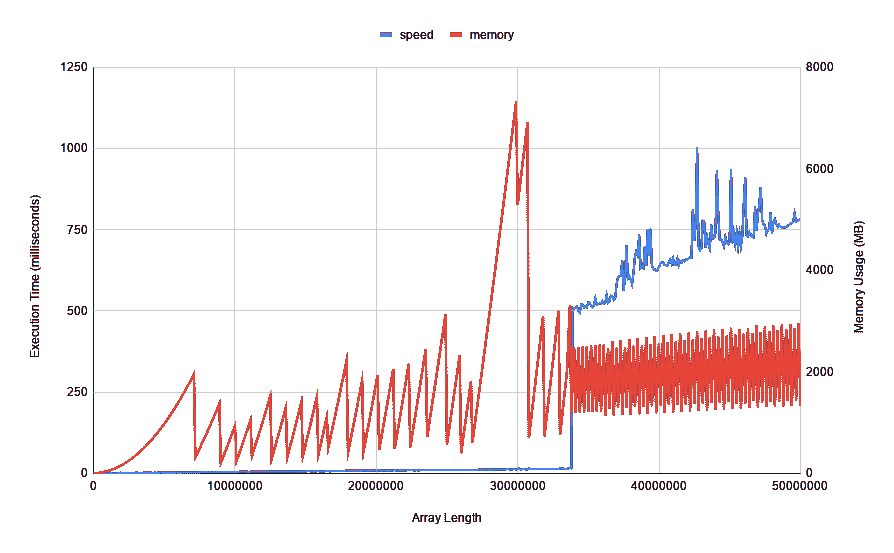 speed memory
1250 8000
1000 6000
750
4000
500
2000
250
0 0
0 10000000 20000000 30000000 40000000 50000000
Array Length
Execution Time (milliseconds)
Memory Usage (MB)